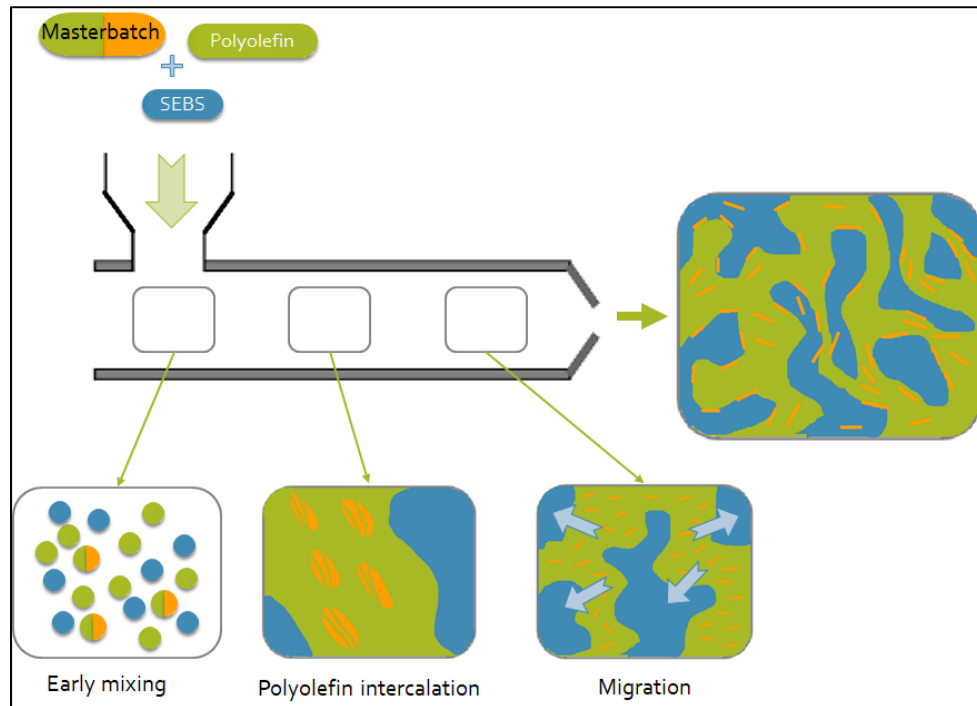 Masterbatch
Polyolefin
SEBS
Early mixing
Polyolefin intercalation
Migration